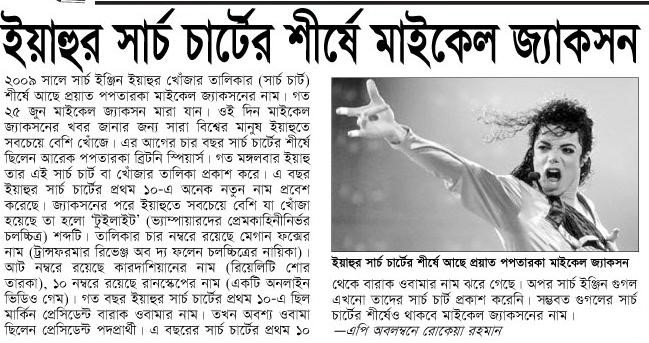 ইয়াহুর সার্চ চার্টের শীর্ষে মাইকেল জ্যাকসন
২০০৯ সালে সার্চ ইঞ্জিন ইয়াহুর খোঁজার তালিকার (সার্চ চার্ট)
শীর্ষে আছে প্রয়াত পপতারকা মাইকেল জ্যাকসনের নাম। গত
২৫ জুন মাইকেল জ্যাকসন মারা যান। ওই দিন মাইকেল
জ্যাকসনের খবর জানার জন্য সারা বিশ্বের মানুষ ইয়াহুতে
সবচেয়ে বেশি খোঁজে। এর আগের চার বছর সার্চ চার্টের শীর্ষে
ছিলেন আরেক পপতারকা ব্রিটনি স্পিয়ার্স। গত মঙ্গলবার ইয়াহু
তার এই সার্চ চার্ট বা খোঁজার তালিকা প্রকাশ করে। এ বছর
ইয়াহুর সার্চ চার্টের প্রথম ১০-এ অনেক নতুন নাম প্রবেশ
করেছে। জ্যাকসনের পরে ইয়াহুতে সবচেয়ে বেশি যা খোঁজা
হয়েছে তা হলো ‘টুইলাইট’ (ভ্যাম্পায়ারদের প্রেমকাহিনীনির্ভর
চলচ্চিত্র) শব্দটি। তালিকার চার নম্বরে রয়েছে মেগান ফক্সের
নাম (ট্রান্সফরমার রিভেঞ্জ অব দ্য ফলেন চলচ্চিত্রের নায়িকা)।
আট নম্বরে রয়েছে কারদাশিয়ানের নাম (রিয়েলিটি শোর
তারকা), ১০ নম্বরে রয়েছে রানস্কেপের নাম (একটি অনলাইন
ভিডিও গেম)। গত বছর ইয়াহুর সার্চ চার্টের প্রথম ১০-এ ছিল
মার্কিন প্রেসিডেন্ট বারাক ওবামার নাম। তখন অবশ্য ওবামা
ছিলেন প্রেসিডেন্ট পদপ্রার্থী। এ বছরের সার্চ চার্টের প্রথম ১০
ইয়াহুর সার্চ চার্টের শীর্ষে আছে প্রয়াত পপতারকা মাইকেল জ্যাকসন
থেকে বারাক ওবামার নাম ঝরে গেছে। অপর সার্চ ইঞ্জিন গুগল
এখনো তাদের সার্চ চার্ট প্রকাশ করেনি। সম্ভবত গুগলের সার্চ
চার্টের শীর্ষেও থাকবে মাইকেল জ্যাকসনের নাম।
—এপি অবলম্বনে রোকেয়া রহমান